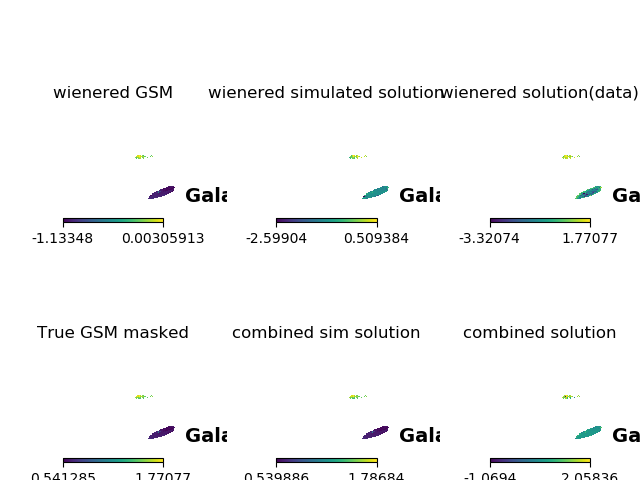 wienered GSM
wienered simulated solution
wienered solution(data)
Gala
Gala
Ga
-1.13348 0.00305913
-2.59904 0.509384
-3.32074 1.77077
True GSM masked
combined sim solution
combined solution
Gala
Gala
Ga
0.541285 1.77077
0.539886 1.78684
-1.0694 2.05836